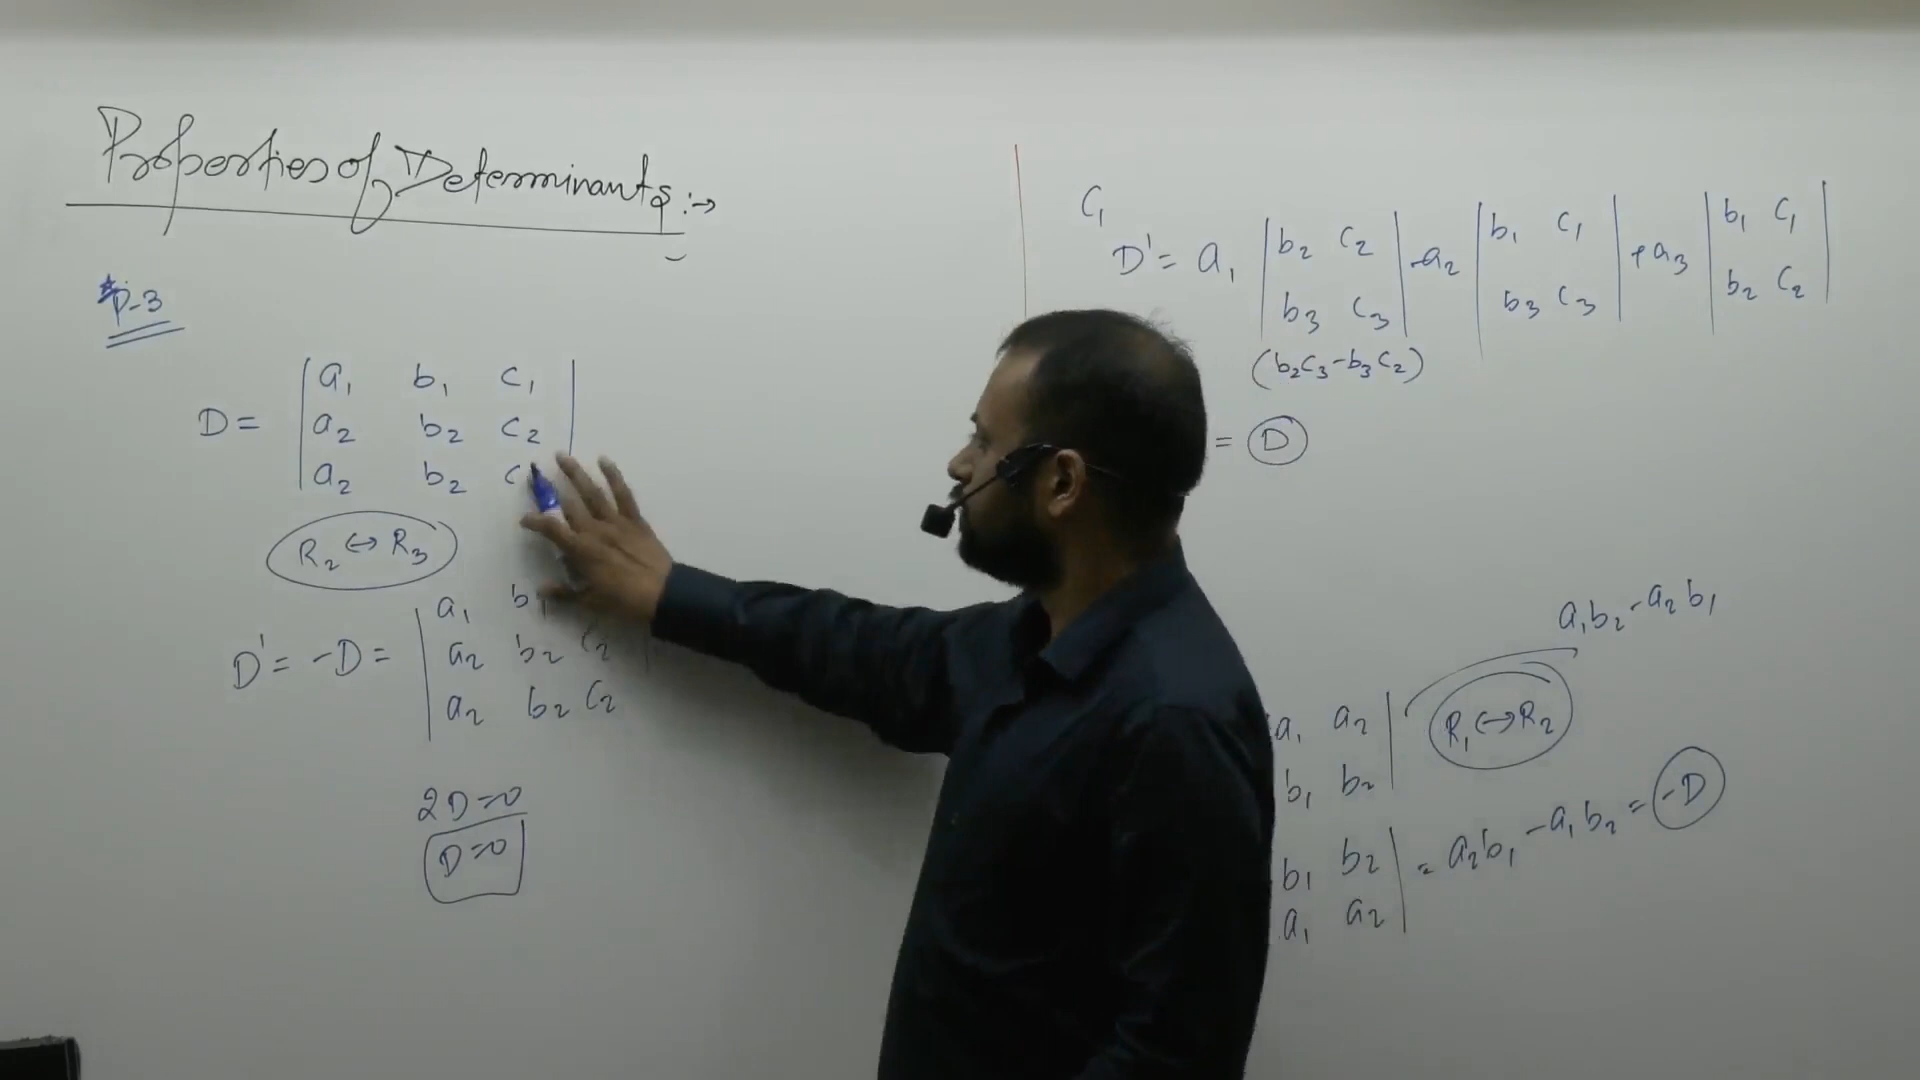 Properties of Determinants :→
*P-3
D = | a₁ b₁ c₁ |
| a₂ b₂ c₂ |
| a₂ b₂ c
R₂ ↔ R₃
D' = -D = | a₁ b₁
| a₂ b₂ c₂ |
| a₂ b₂ c₂
2D=0
D=0
C₁
D' = a₁ | b₂ c₂ | -a₂ | b₁ c₁ | +a₃ | b₁ c₁ |
| b₃ c₃ | | b₃ c₃ | | b₂ c₂ |
(b₂c₃-b₃c₂)
= D
a₁b₂-a₂b₁
a₁ a₂ | R₁↔R₂
b₁ b₂ |
b₁ b₂ | = a₂b₁-a₁b₂ = -D
a₁ a₂ |